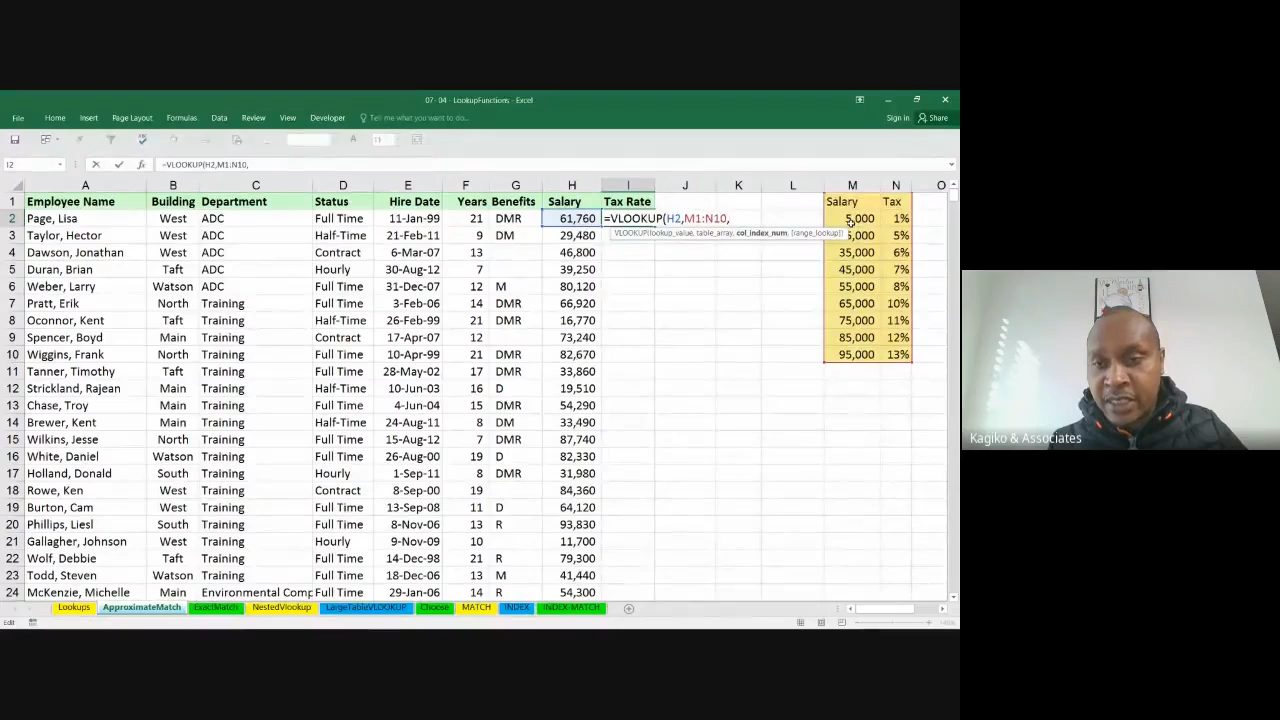 07- 04 - LookupFunctions - Excel
File Home Insert Page Layout Formulas Data Review View Developer Tell me what you want to do... Sign in Share
I2 =VLOOKUP(H2,M1:N10,
A B C D E F G H I J K L M N O
1 Employee Name Building Department Status Hire Date Years Benefits Salary Tax Rate Salary Tax
2 Page, Lisa West ADC Full Time 11-Jan-99 21 DMR 61,760 =VLOOKUP(H2,M1:N10, 5,000 1%
VLOOKUP(lookup_value, table_array, col_index_num, [range_lookup])
3 Taylor, Hector West ADC Half-Time 21-Feb-11 9 DM 29,480 5,000 5%
4 Dawson, Jonathan West ADC Contract 6-Mar-07 13 46,800 35,000 6%
5 Duran, Brian Taft ADC Hourly 30-Aug-12 7 39,250 45,000 7%
6 Weber, Larry Watson ADC Full Time 31-Dec-07 12 M 80,120 55,000 8%
7 Pratt, Erik North Training Full Time 3-Feb-06 14 DMR 66,920 65,000 10%
8 Oconnor, Kent Taft Training Half-Time 26-Feb-99 21 DMR 16,770 75,000 11%
9 Spencer, Boyd Main Training Contract 17-Apr-07 12 73,240 85,000 12%
10 Wiggins, Frank North Training Full Time 10-Apr-99 21 DMR 82,670 95,000 13%
11 Tanner, Timothy Taft Training Full Time 28-May-02 17 DMR 33,860
12 Strickland, Rajean Main Training Half-Time 10-Jun-03 16 D 19,510
13 Chase, Troy Main Training Full Time 4-Jun-04 15 DMR 54,290
14 Brewer, Kent Main Training Half-Time 24-Aug-11 8 DM 33,490
15 Wilkins, Jesse North Training Full Time 15-Aug-12 7 DMR 87,740
16 White, Daniel Watson Training Full Time 26-Aug-00 19 D 82,330
17 Holland, Donald South Training Hourly 1-Sep-11 8 DMR 31,980
18 Rowe, Ken West Training Contract 8-Sep-00 19 84,360
19 Burton, Cam West Training Full Time 13-Sep-08 11 D 64,120
20 Phillips, Liesl South Training Full Time 8-Nov-06 13 R 93,830
21 Gallagher, Johnson West Training Hourly 9-Nov-09 10 11,700
22 Wolf, Debbie Taft Training Full Time 14-Dec-98 21 R 79,300
23 Todd, Steven Watson Training Full Time 18-Dec-06 13 M 41,440
24 McKenzie, Michelle Main Environmental Comp Full Time 29-Jan-06 14 R 54,300
Lookups ApproximateMatch ExactMatch NestedVlookup LargeTableVLOOKUP Choose MATCH INDEX INDEX-MATCH
Edit
Kagiko & Associates